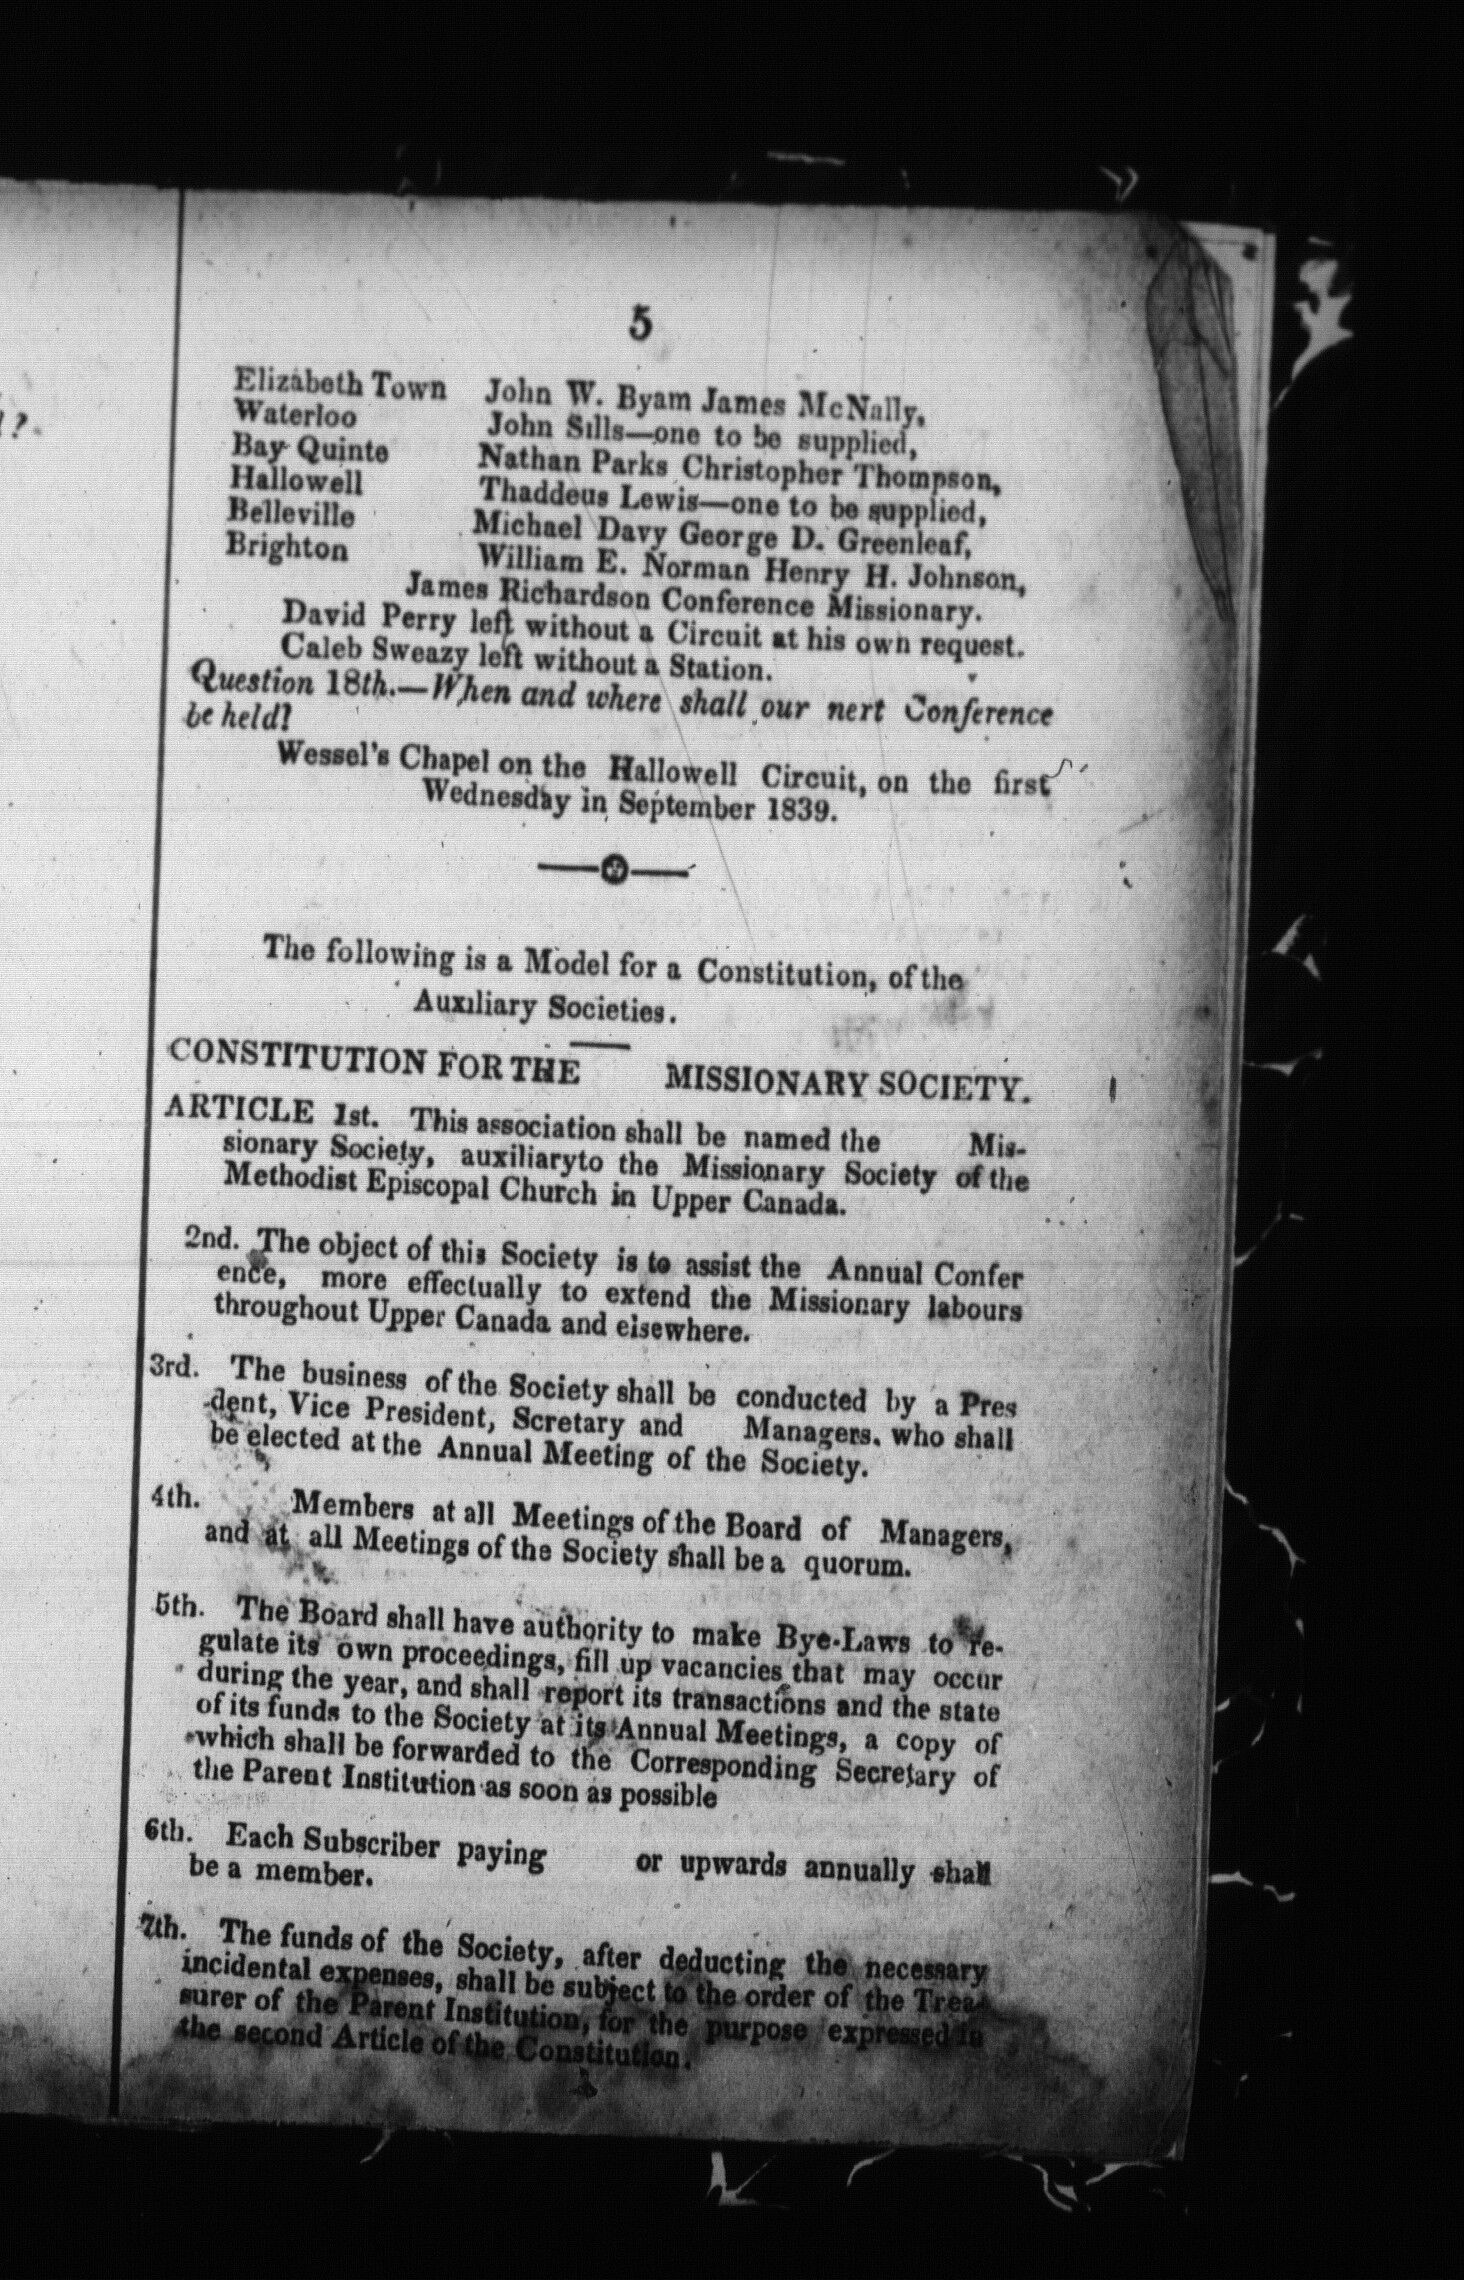 5
Elizabeth Town John W. Byam James McNally,
Waterloo John Sills—one to be supplied,
Bay Quinte Nathan Parks Christopher Thompson,
Hallowell Thaddeus Lewis—one to be supplied,
Belleville Michael Davy George D. Greenleaf,
Brighton William E. Norman Henry H. Johnson,
James Richardson Conference Missionary.
David Perry left without a Circuit at his own request.
Caleb Sweazy left without a Station.
Question 18th.—When and where shall our nert Conference
be held?
Wessel's Chapel on the Hallowell Circuit, on the first
Wednesday in September 1839.
The following is a Model for a Constitution, of the
Auxiliary Societies.
CONSTITUTION FOR THE MISSIONARY SOCIETY.
ARTICLE 1st. This association shall be named the Mis-
sionary Society, auxiliaryto the Missionary Society of the
Methodist Episcopal Church in Upper Canada.
2nd. The object of this Society is to assist the Annual Confer
ence, more effectually to extend the Missionary labours
throughout Upper Canada and elsewhere.
3rd. The business of the Society shall be conducted by a Pres
dent, Vice President, Scretary and Managers. who shall
be elected at the Annual Meeting of the Society.
4th. Members at all Meetings of the Board of Managers,
and at all Meetings of the Society shall be a quorum.
5th. The Board shall have authority to make Bye-Laws to re-
gulate its own proceedings, fill up vacancies that may occur
during the year, and shall report its transactions and the state
of its funds to the Society at its Annual Meetings, a copy of
which shall be forwarded to the Corresponding Secretary of
the Parent Institution as soon as possible
6th. Each Subscriber paying or upwards annually shall
be a member.
7th. The funds of the Society, after deducting the necessary
incidental expenses, shall be subject to the order of the Trea-
surer of the Parent Institution, for the purpose expressed in
the second Article of the Constitution.